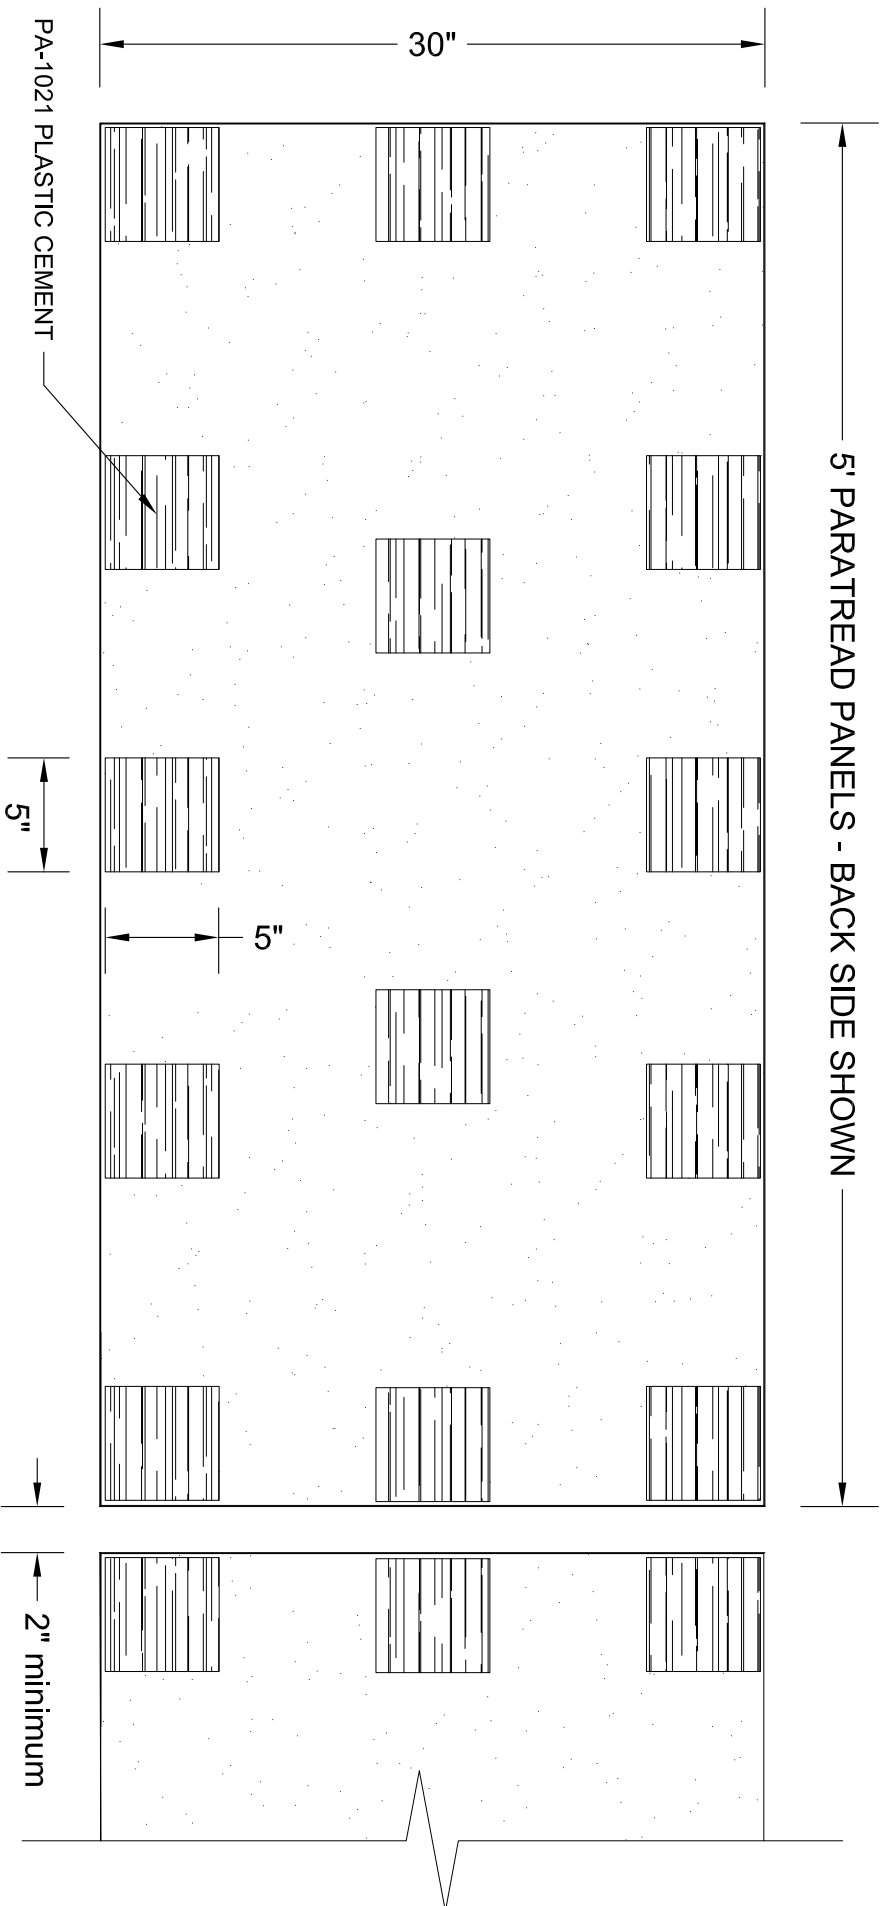 30"
5' PARATREAD PANELS - BACK SIDE SHOWN
PA-1021 PLASTIC CEMENT
5"
5"
2" minimum